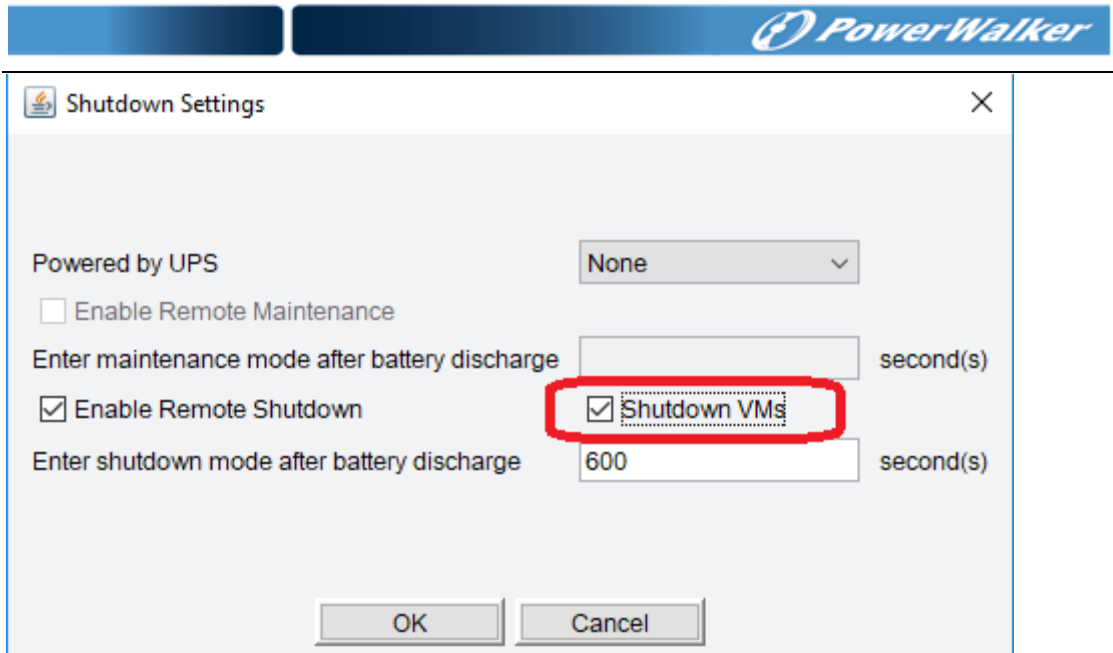 PowerWalker
Shutdown Settings
Powered by UPS None
Enable Remote Maintenance
Enter maintenance mode after battery discharge second(s)
Enable Remote Shutdown Shutdown VMs
Enter shutdown mode after battery discharge 600 second(s)
OK Cancel